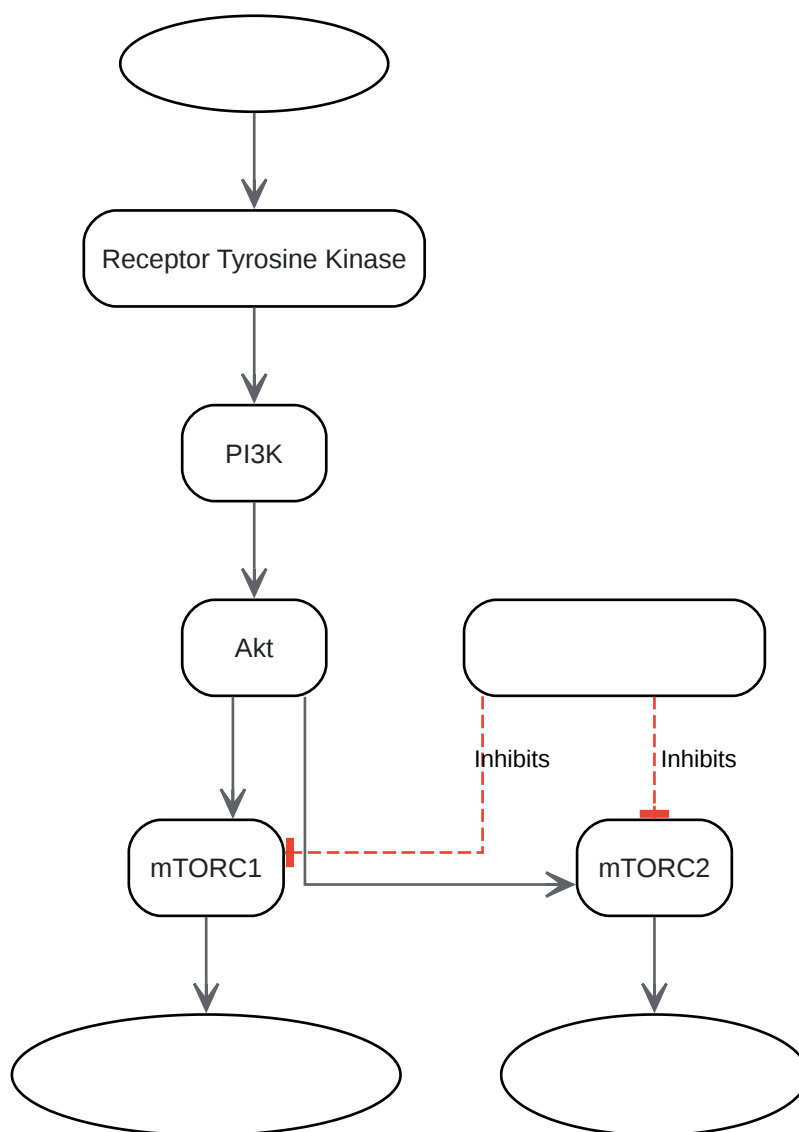 Receptor Tyrosine Kinase
PI3K
Akt
Inhibits
Inhibits
mTORC1
mTORC2